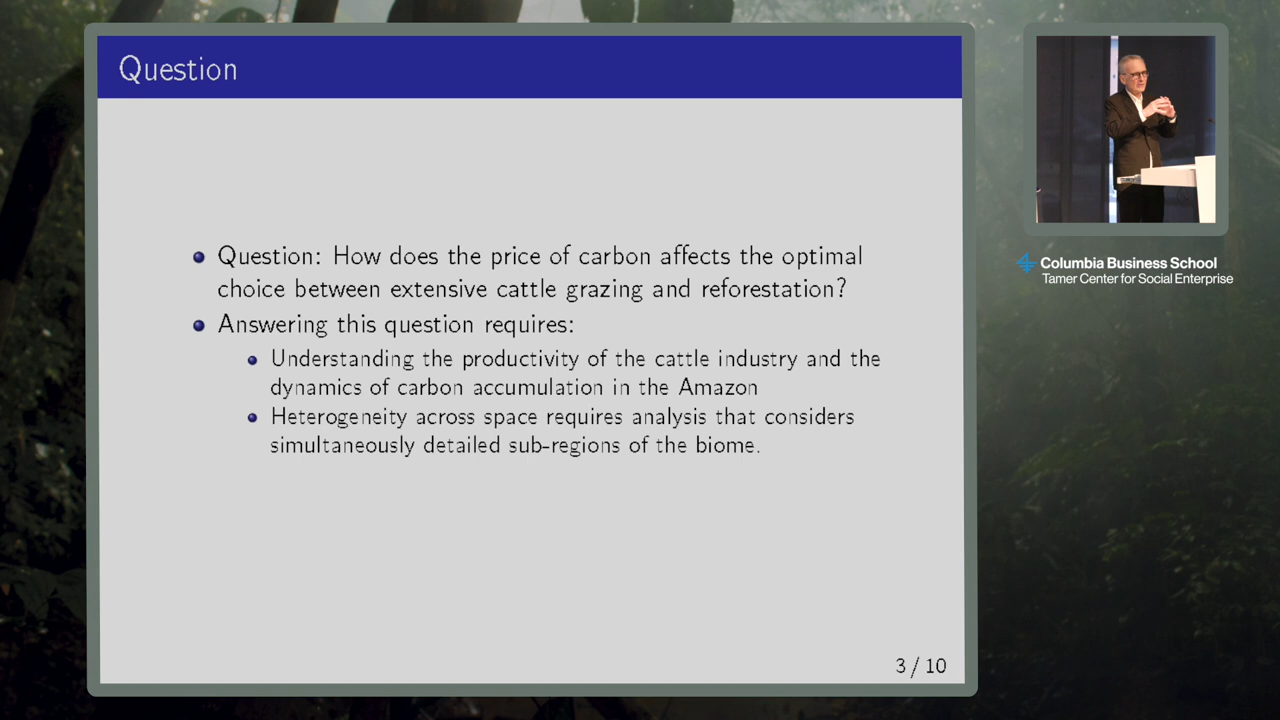 Question
Question: How does the price of carbon affects the optimal
choice between extensive cattle grazing and reforestation?
Answering this question requires:
Understanding the productivity of the cattle industry and the
dynamics of carbon accumulation in the Amazon
Heterogeneity across space requires analysis that considers
simultaneously detailed sub-regions of the biome.
3 / 10
Columbia Business School
Tamer Center for Social Enterprise